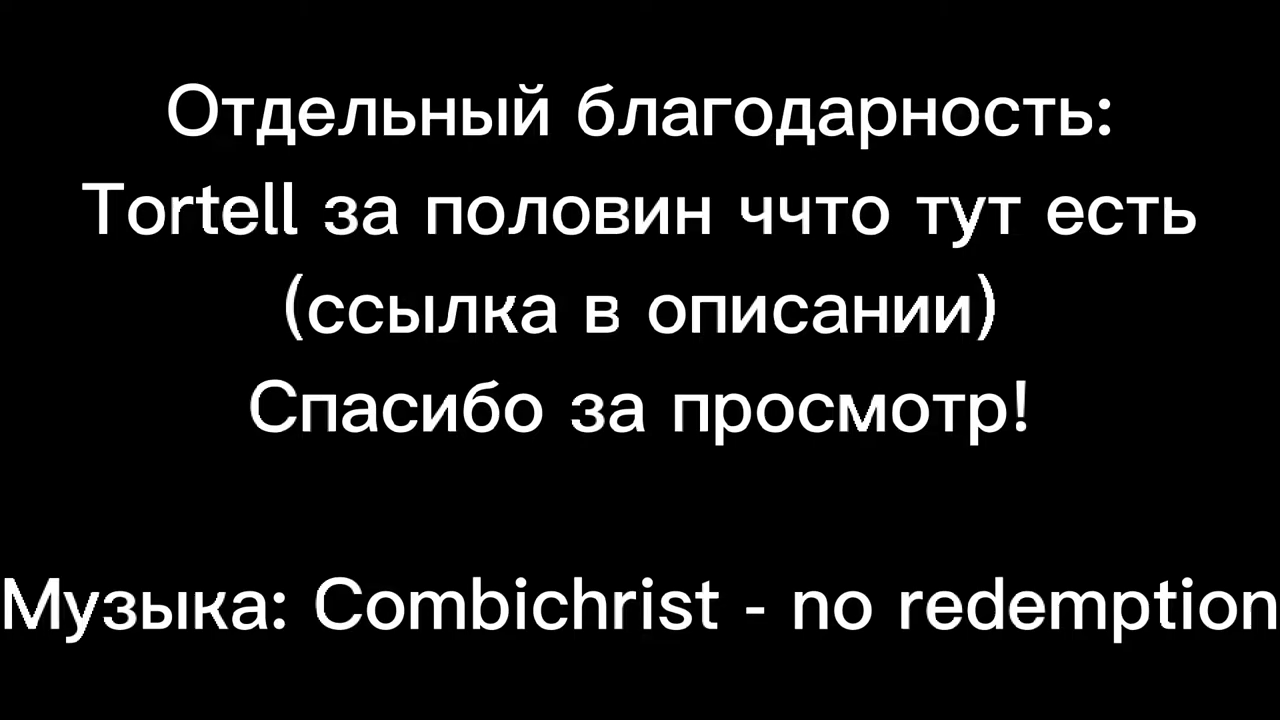 Отдельный благодарность:
Tortell за половин ччто тут есть
(ссылка в описании)
Спасибо за просмотр!
Музыка: Combichrist - no redemption